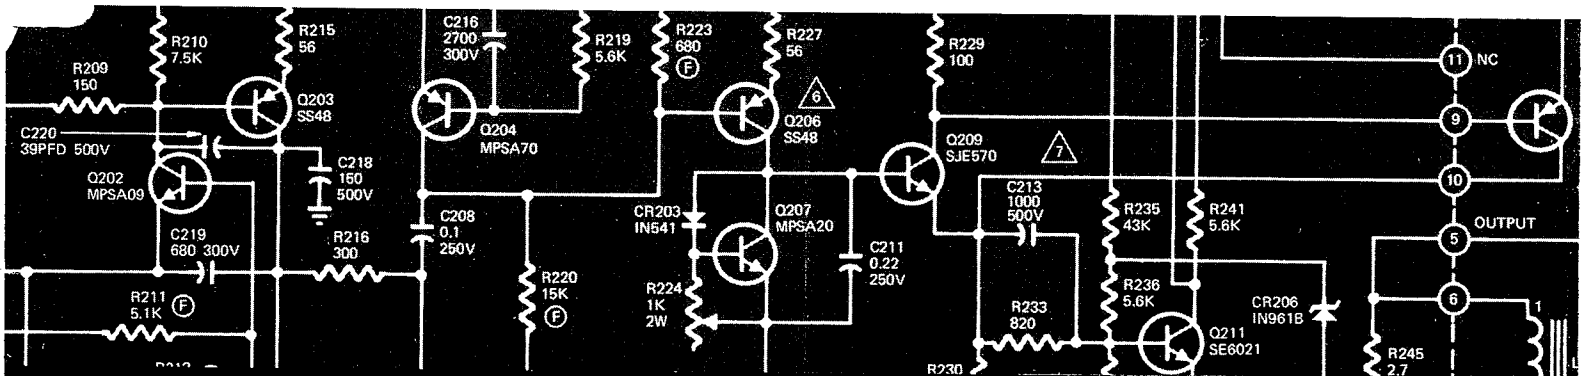 R210
7.5K
R209
150
C220
39PFD 500V
Q202
MPSA09
C219
680 300V
R211
5.1K
F
R215
56
Q203
SS48
C218
150
500V
R216
300
C216
2700
300V
Q204
MPSA70
C208
0.1
250V
R219
5.6K
R220
15K
F
R223
680
F
R227
56
6
Q206
SS48
CR203
IN541
Q207
MPSA20
R224
1K
2W
C211
0.22
250V
R229
100
Q209
SJE570
7
C213
1000
500V
R233
820
R230
R235
43K
R236
5.6K
R241
5.6K
Q211
SE6021
CR206
IN961B
11 NC
9
10
5 OUTPUT
6
1
R245
2.7
L